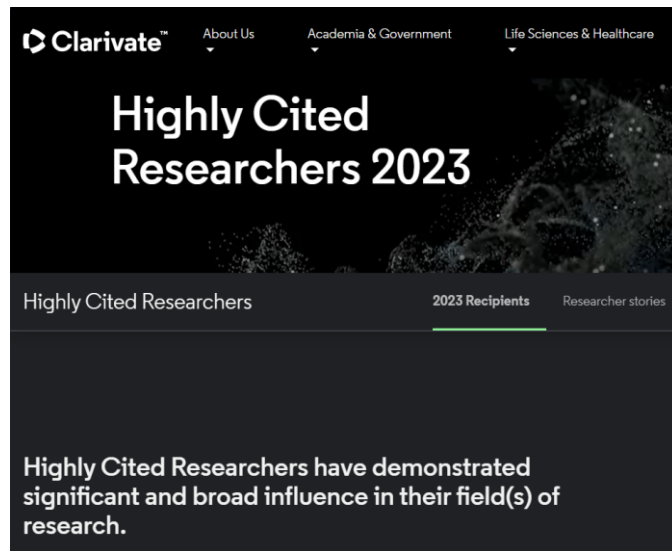 Clarivate™ About Us Academia & Government Life Sciences & Healthcare
Highly Cited
Researchers 2023
Highly Cited Researchers 2023 Recipients Researcher stories
Highly Cited Researchers have demonstrated
significant and broad influence in their field(s) of
research.